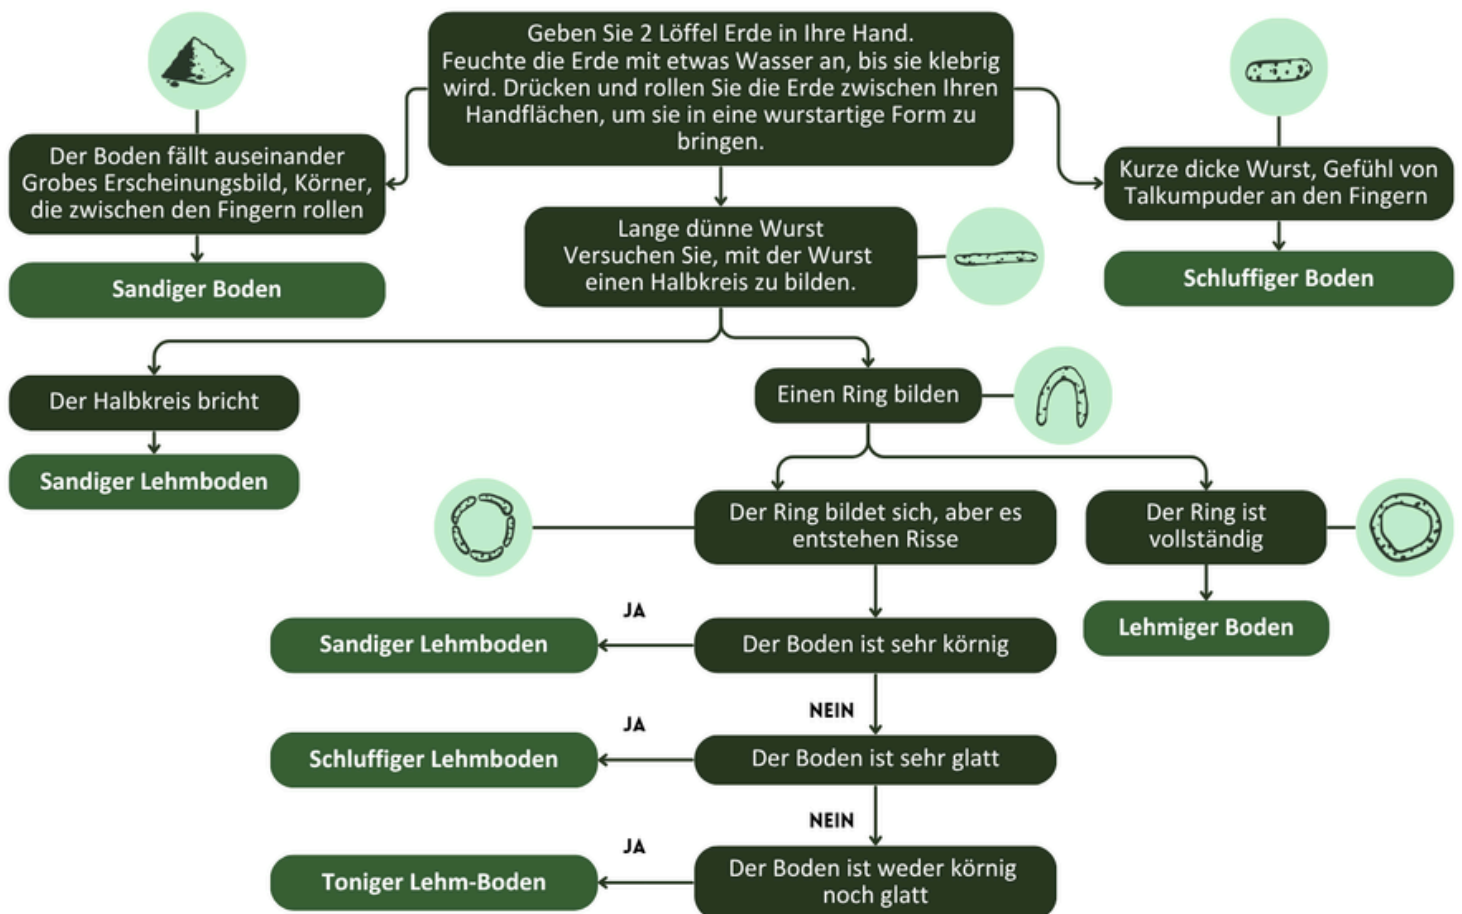 Geben Sie 2 Löffel Erde in Ihre Hand.
Feuchte die Erde mit etwas Wasser an, bis sie klebrig
wird. Drücken und rollen Sie die Erde zwischen Ihren
Handflächen, um sie in eine wurstartige Form zu
bringen.
Der Boden fällt auseinander
Grobes Erscheinungsbild, Körner,
die zwischen den Fingern rollen
Sandiger Boden
Lange dünne Wurst
Versuchen Sie, mit der Wurst
einen Halbkreis zu bilden.
Kurze dicke Wurst, Gefühl von
Talkumpuder an den Fingern
Schluffiger Boden
Der Halbkreis bricht
Sandiger Lehmboden
Einen Ring bilden
Der Ring bildet sich, aber es
entstehen Risse
Der Ring ist
vollständig
Lehmiger Boden
Der Boden ist sehr körnig
JA
Sandiger Lehmboden
NEIN
Der Boden ist sehr glatt
JA
Schluffiger Lehmboden
NEIN
Der Boden ist weder körnig
noch glatt
JA
Toniger Lehm-Boden